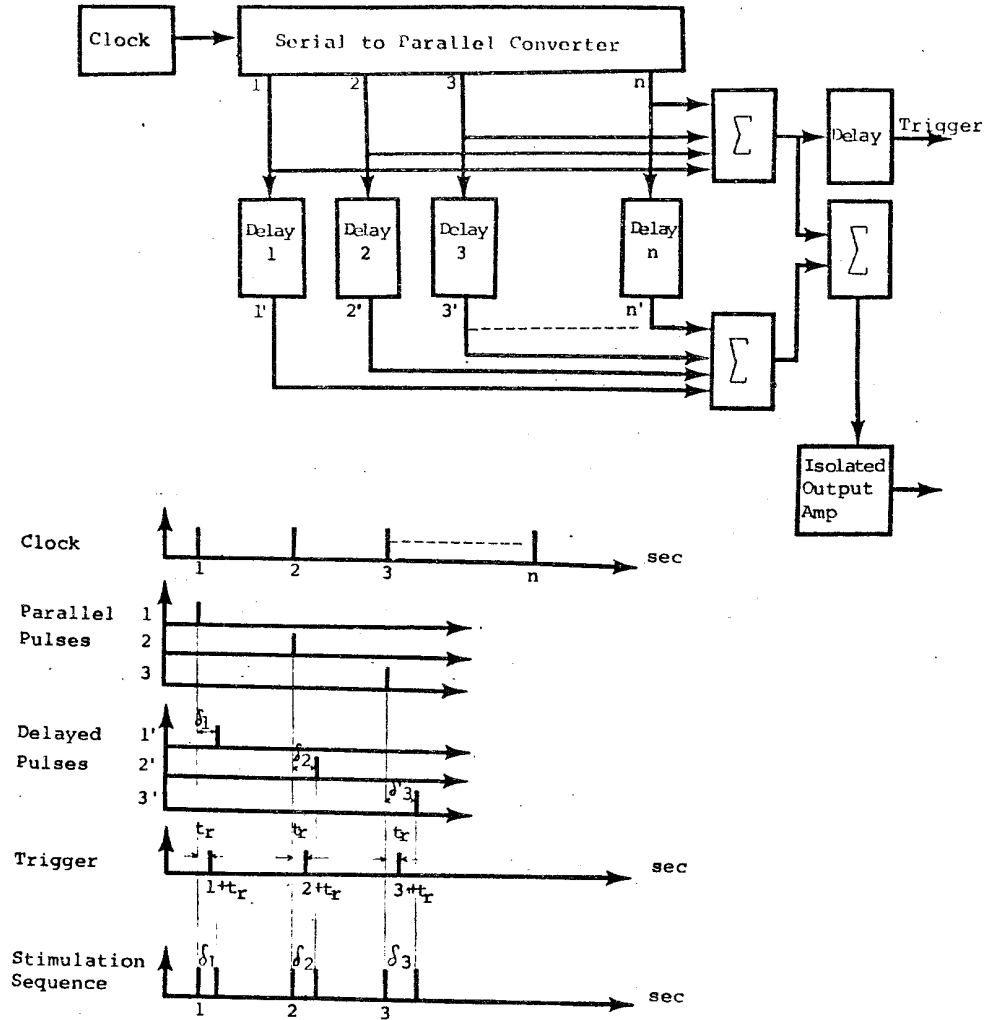 Clock
Serial to Parallel Converter
1 2 3 n
Σ
Delay
Trigger
Delay 1
Delay 2
Delay 3
Delay n
Σ
1' 2' 3' n'
Σ
Isolated
Output
Amp
Clock
1 2 3 n
sec
Parallel 1
Pulses 2
3
δ1
Delayed 1'
δ2
Pulses 2'
δ3
3'
tr tr tr
Trigger
sec
1+tr 2+tr 3+tr
Stimulation
δ1 δ2 δ3
Sequence
sec
1 2 3